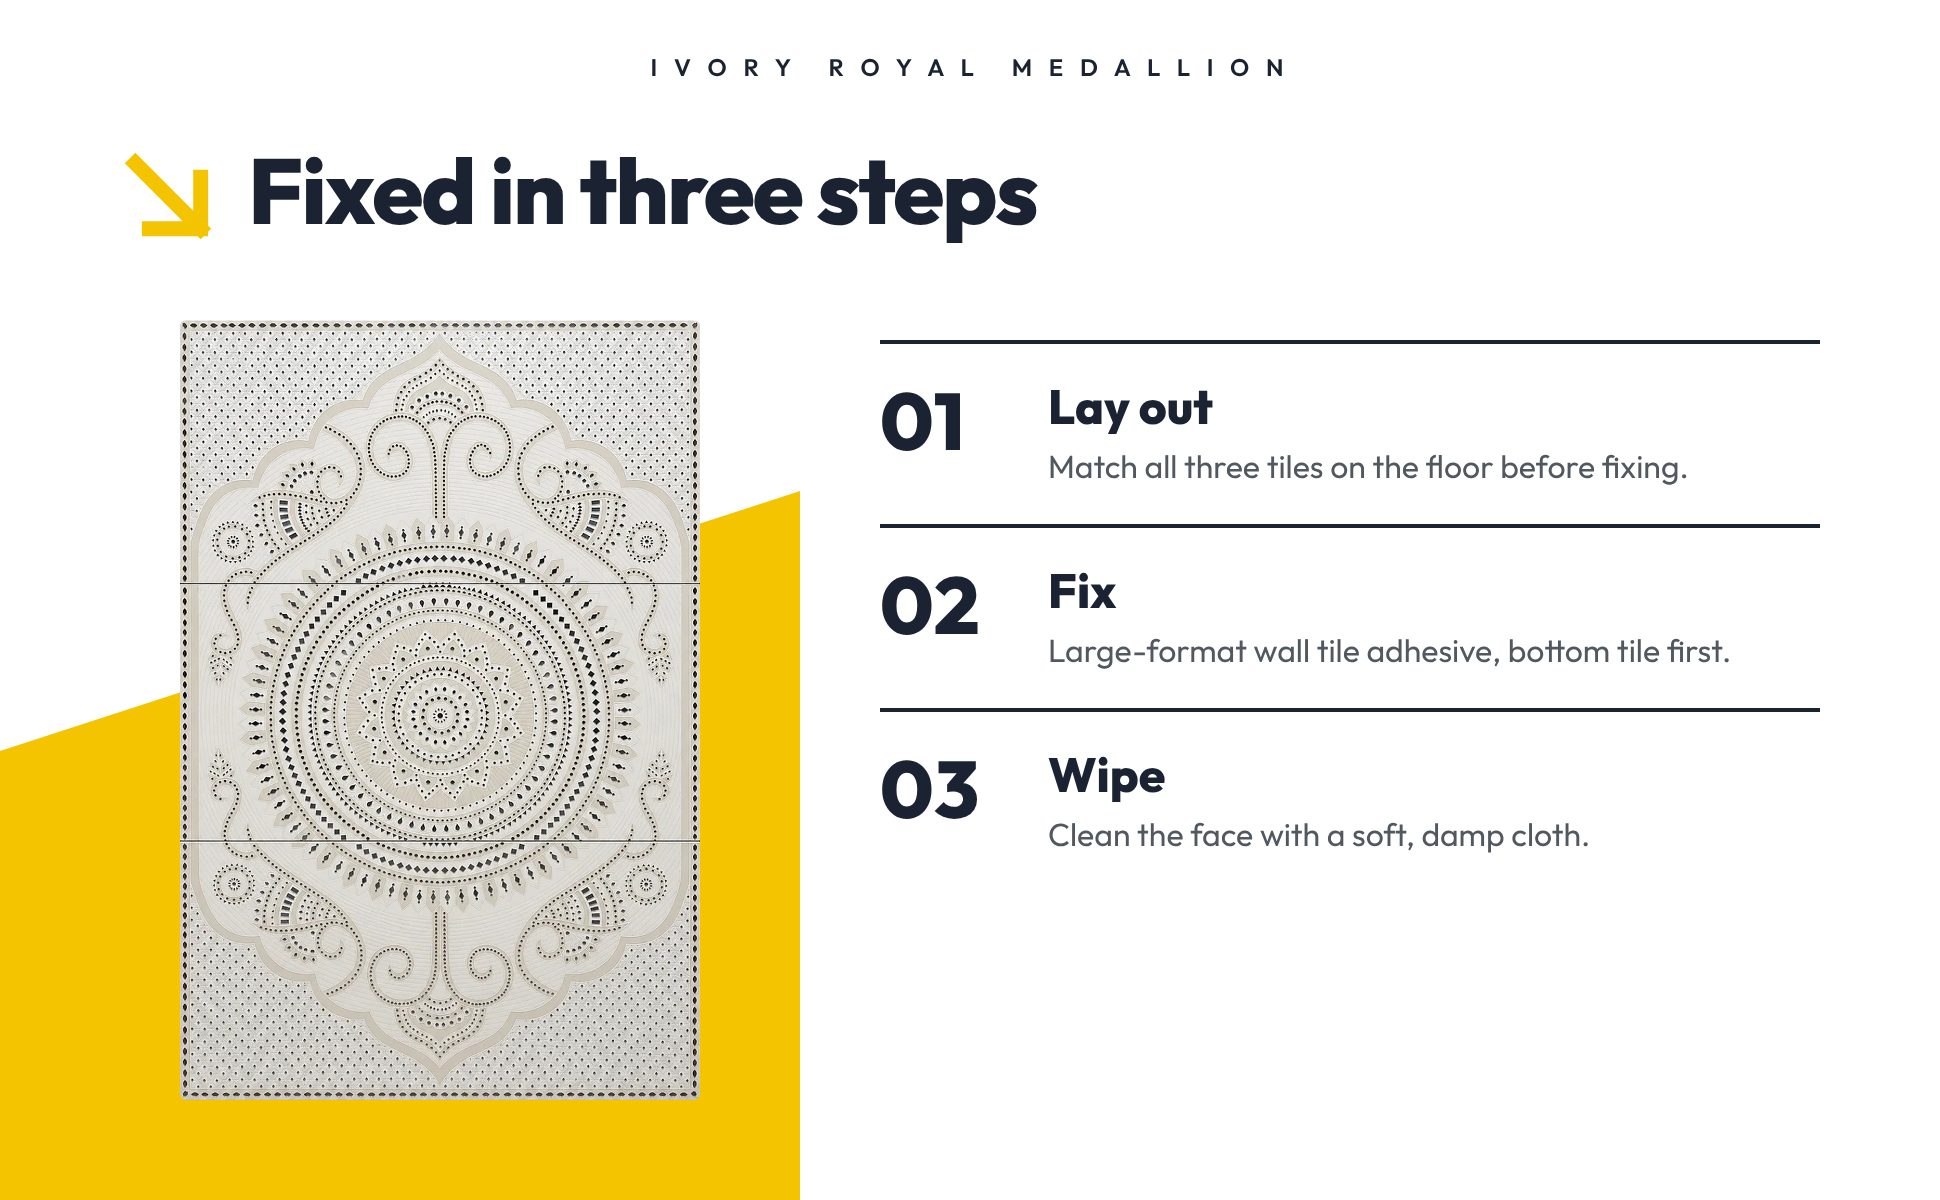 IVORY ROYAL MEDALLION
Fixed in three steps
01
Lay out
Match all three tiles on the floor before fixing.
02
Fix
Large-format wall tile adhesive, bottom tile first.
03
Wipe
Clean the face with a soft, damp cloth.